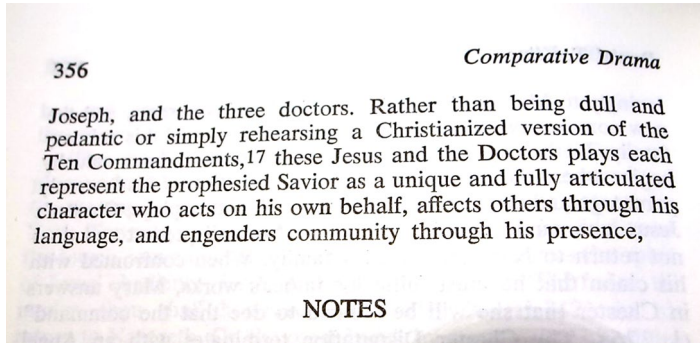 356
Comparative Drama
Joseph, and the three doctors. Rather than being dull and
pedantic or simply rehearsing a Christianized version of the
Ten Commandments,17 these Jesus and the Doctors plays each
represent the prophesied Savior as a unique and fully articulated
character who acts on his own behalf, affects others through his
language, and engenders community through his presence,
NOTES